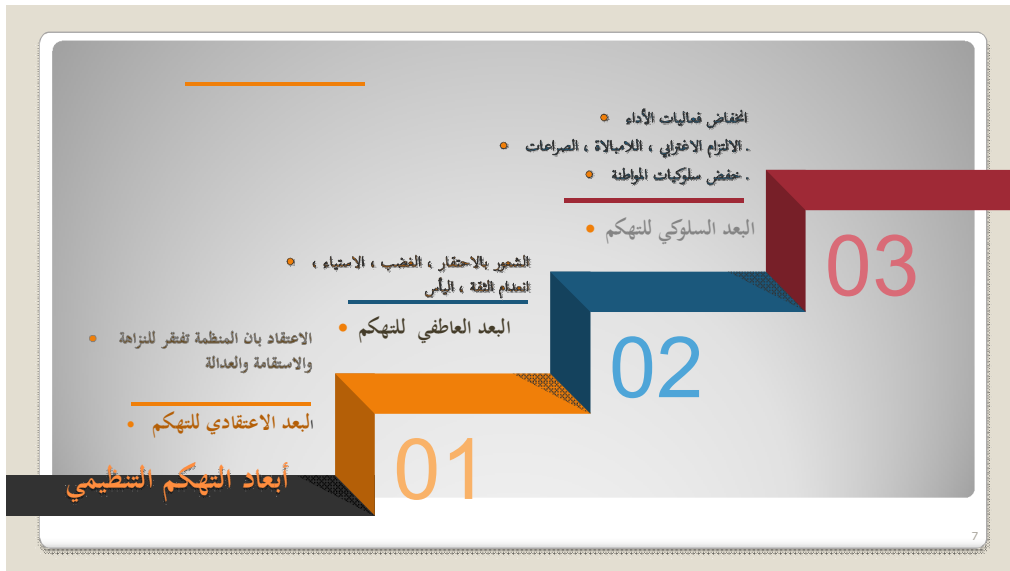 انخفاض فعاليات الأداء
. الالتزام الاغترابي ، اللامبالاة ، الصراعات
. خفض سلوكيات المواطنة
البعد السلوكي للتهكم
03
الشعور بالاحتقار ، الغضب ، الاستياء ،
انعدام الثقة ، اليأس
البعد العاطفي للتهكم
02
الاعتقاد بان المنظمة تفتقر للنزاهة
والاستقامة والعدالة
البعد الاعتقادي للتهكم
01
أبعاد التهكم التنظيمي
7